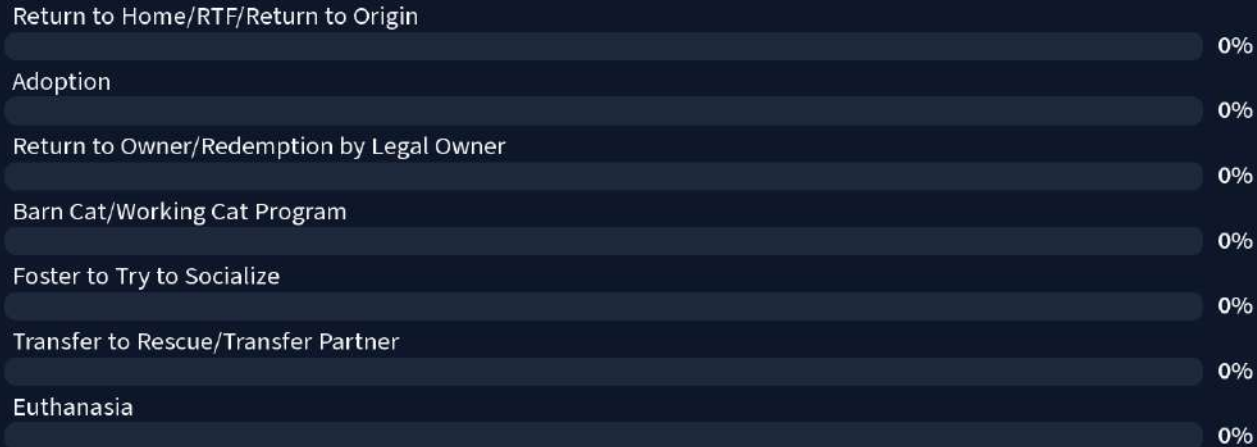 Return to Home/RTF/Return to Origin
0%
Adoption
0%
Return to Owner/Redemption by Legal Owner
0%
Barn Cat/Working Cat Program
0%
Foster to Try to Socialize
0%
Transfer to Rescue/Transfer Partner
0%
Euthanasia
0%